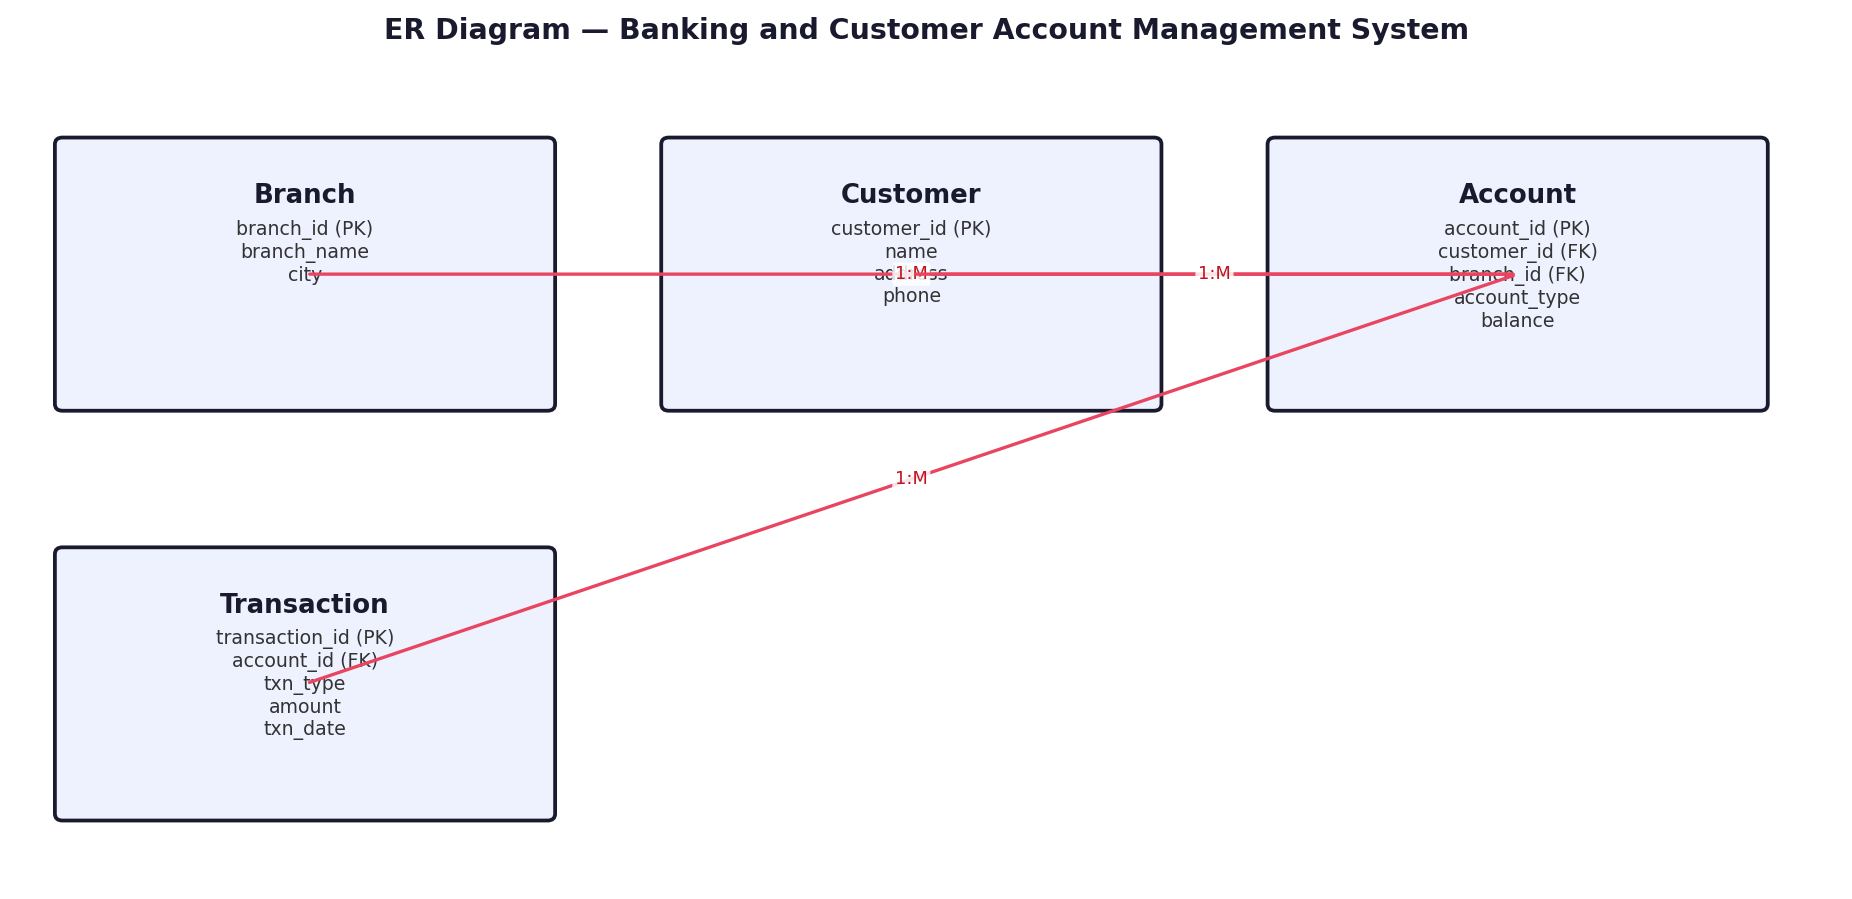 ER Diagram — Banking and Customer Account Management System
Branch
branch_id (PK)
branch_name
city
Customer
customer_id (PK)
name
address
phone
1:M
1:M
Account
account_id (PK)
customer_id (FK)
branch_id (FK)
account_type
balance
1:M
Transaction
transaction_id (PK)
account_id (FK)
txn_type
amount
txn_date